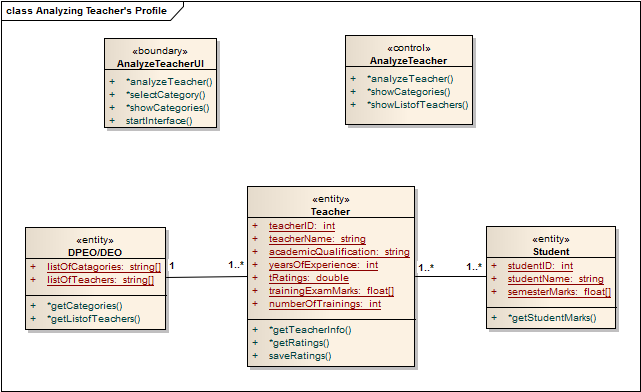 class Analyzing Teacher's Profile
«boundary»
AnalyzeTeacherUI
+ *analyzeTeacher()
+ *selectCategory()
+ *showCategories()
+ startInterface()
«control»
AnalyzeTeacher
+ *analyzeTeacher()
+ *showCategories()
+ *showListofTeachers()
«entity»
DPEO/DEO
+ listOfCatagories: string[]
+ listOfTeachers: string[]
+ *getCategories()
+ *getListofTeachers()
1
1..*
«entity»
Teacher
+ teacherID: int
+ teacherName: string
+ academicQualification: string
+ yearsOfExperience: int
+ tRatings: double
+ trainingExamMarks: float[]
+ numberOfTrainings: int
+ *getTeacherInfo()
+ *getRatings()
+ saveRatings()
1..*
1..*
«entity»
Student
+ studentID: int
+ studentName: string
+ semesterMarks: float[]
+ *getStudentMarks()